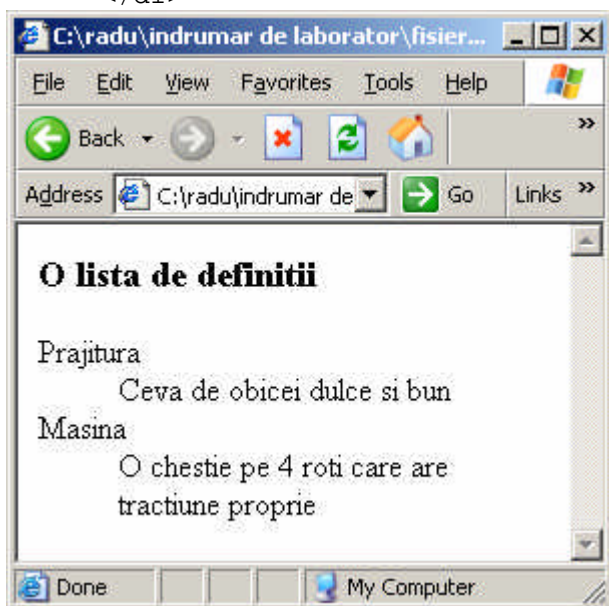 </dl>
C:\radu\indrumar de laborator\fisier...
File Edit View Favorites Tools Help
Back »
Address C:\radu\indrumar de Go Links »
O lista de definitii
Prajitura
Ceva de obicei dulce si bun
Masina
O chestie pe 4 roti care are
tractiune proprie
Done My Computer